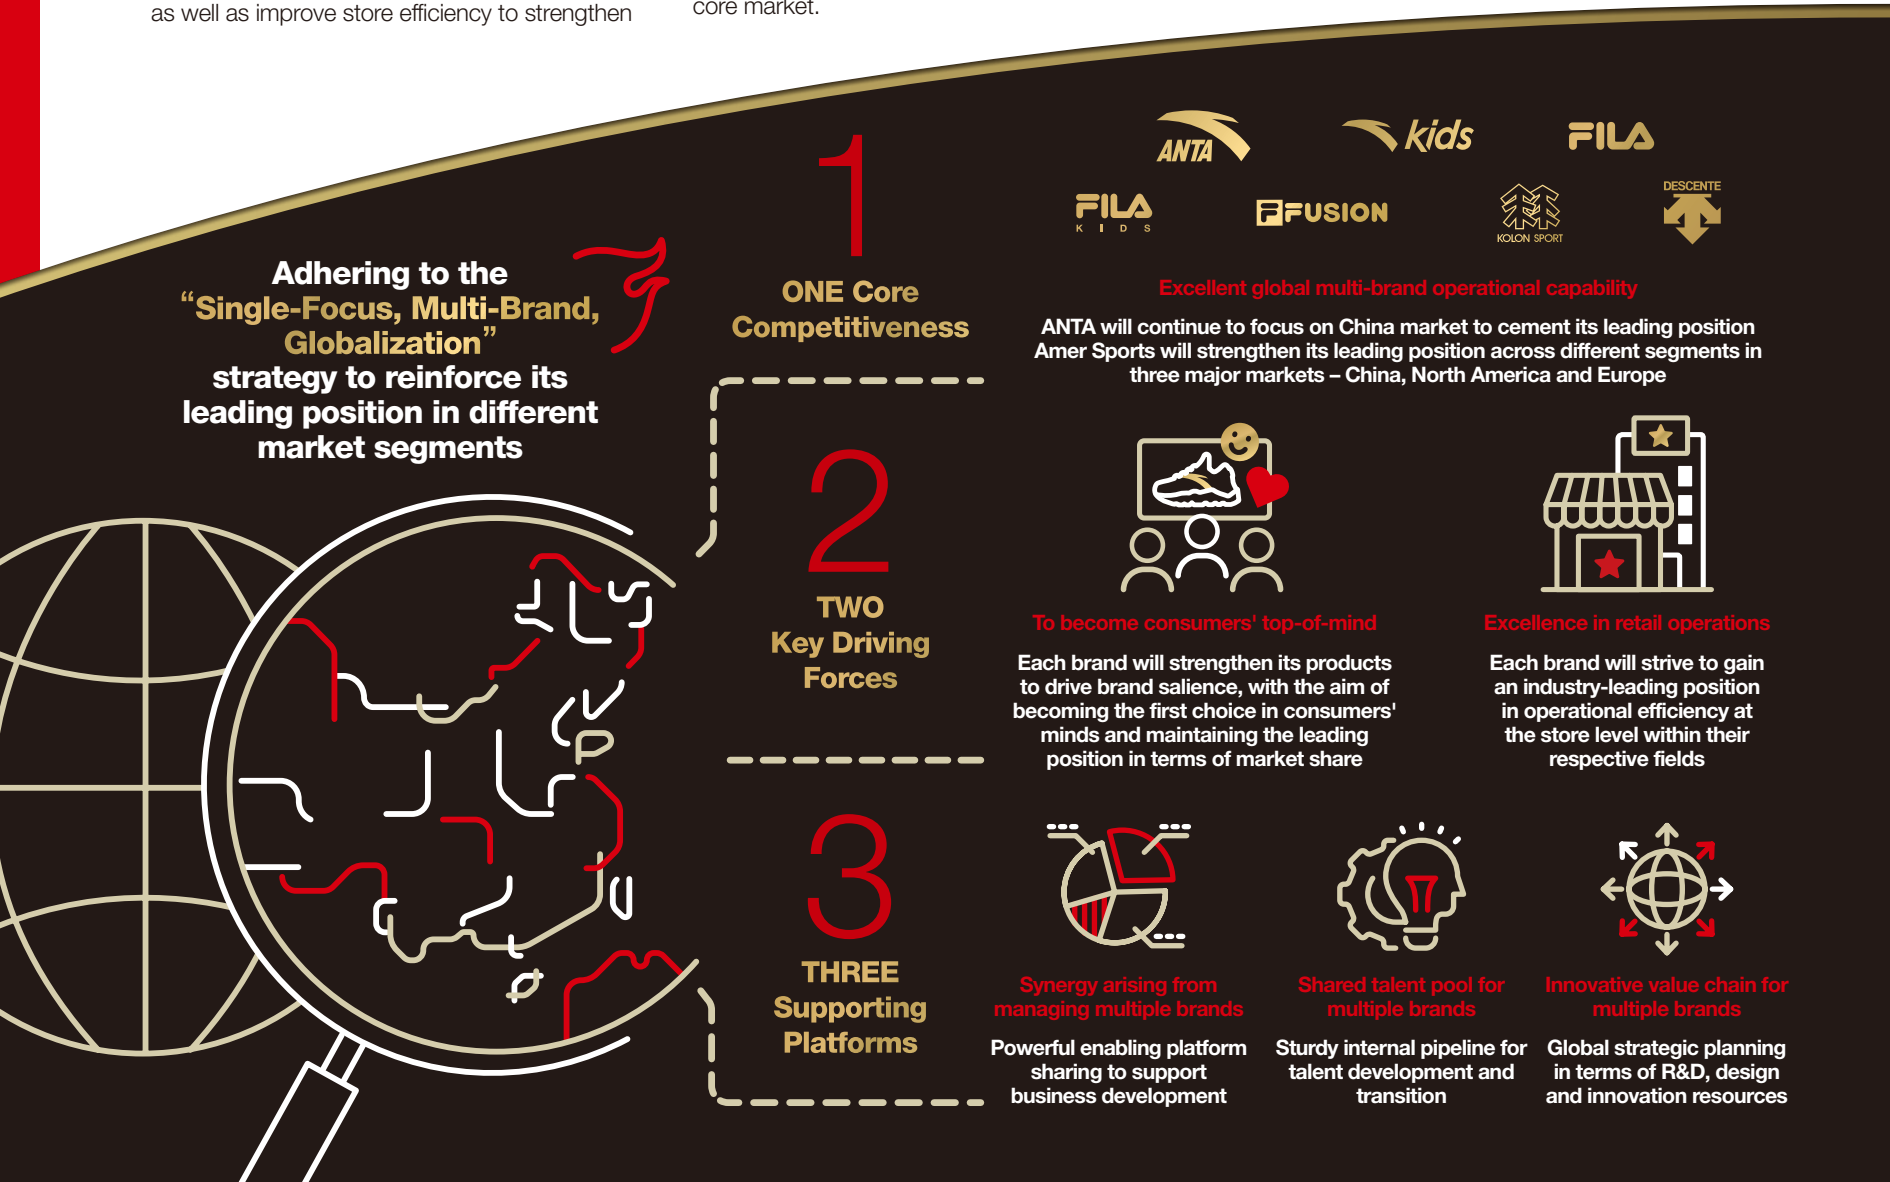 as well as improve store efficiency to strengthen
core market.
Adhering to the
“Single-Focus, Multi-Brand,
Globalization”
strategy to reinforce its
leading position in different
market segments
1
ONE Core
Competitiveness
ANTA
kids
FILA
FILA
KIDS
FUSION
KOLON SPORT
DESCENTE
Excellent global multi-brand operational capability
ANTA will continue to focus on China market to cement its leading position
Amer Sports will strengthen its leading position across different segments in
three major markets – China, North America and Europe
2
TWO
Key Driving
Forces
To become consumers' top-of-mind
Each brand will strengthen its products
to drive brand salience, with the aim of
becoming the first choice in consumers'
minds and maintaining the leading
position in terms of market share
Excellence in retail operations
Each brand will strive to gain
an industry-leading position
in operational efficiency at
the store level within their
respective fields
3
THREE
Supporting
Platforms
Synergy arising from
managing multiple brands
Powerful enabling platform
sharing to support
business development
Shared talent pool for
multiple brands
Sturdy internal pipeline for
talent development and
transition
Innovative value chain for
multiple brands
Global strategic planning
in terms of R&D, design
and innovation resources